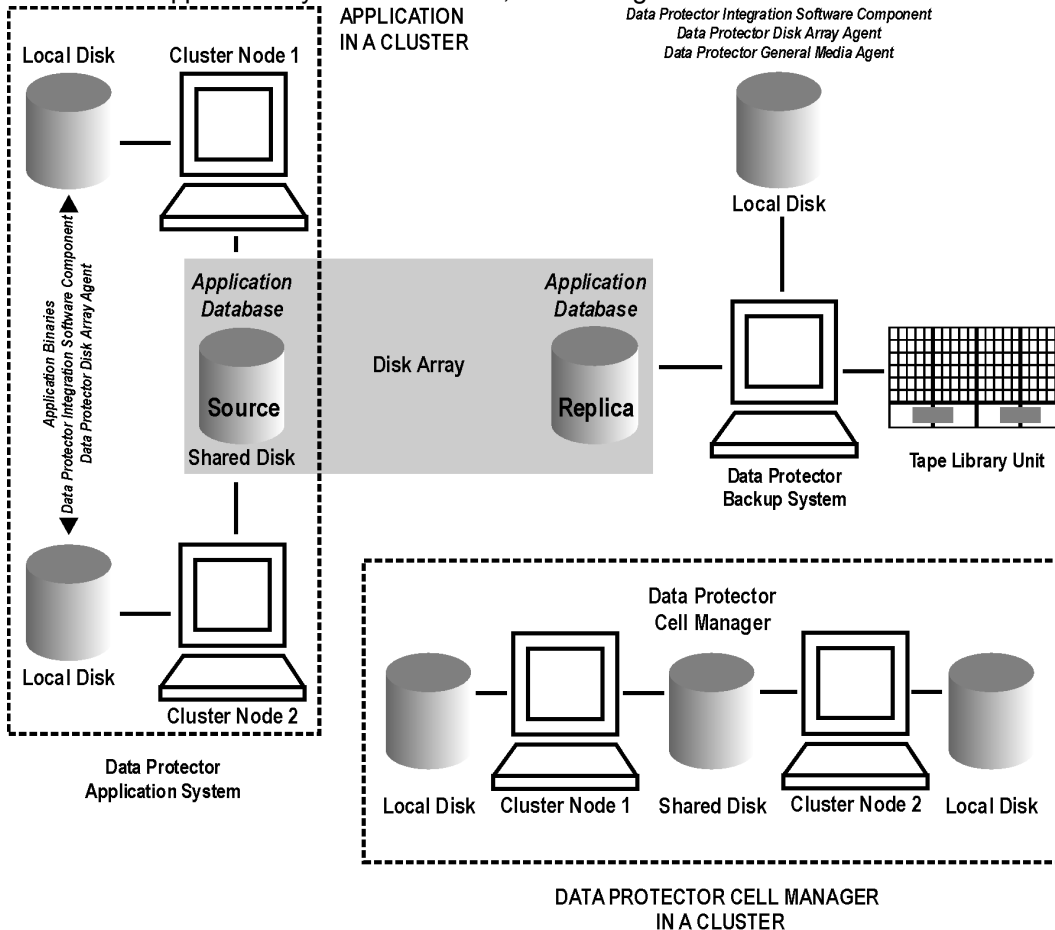 APPLICATION
IN A CLUSTER
Data Protector Integration Software Component
Data Protector Disk Array Agent
Data Protector General Media Agent
Local Disk
Cluster Node 1
Local Disk
Application Binaries
Data Protector Integration Software Component
Data Protector Disk Array Agent
Application
Database
Source
Shared Disk
Disk Array
Application
Database
Replica
Data Protector
Backup System
Tape Library Unit
Local Disk
Cluster Node 2
Data Protector
Application System
Data Protector
Cell Manager
Local Disk
Cluster Node 1
Shared Disk
Cluster Node 2
Local Disk
DATA PROTECTOR CELL MANAGER
IN A CLUSTER